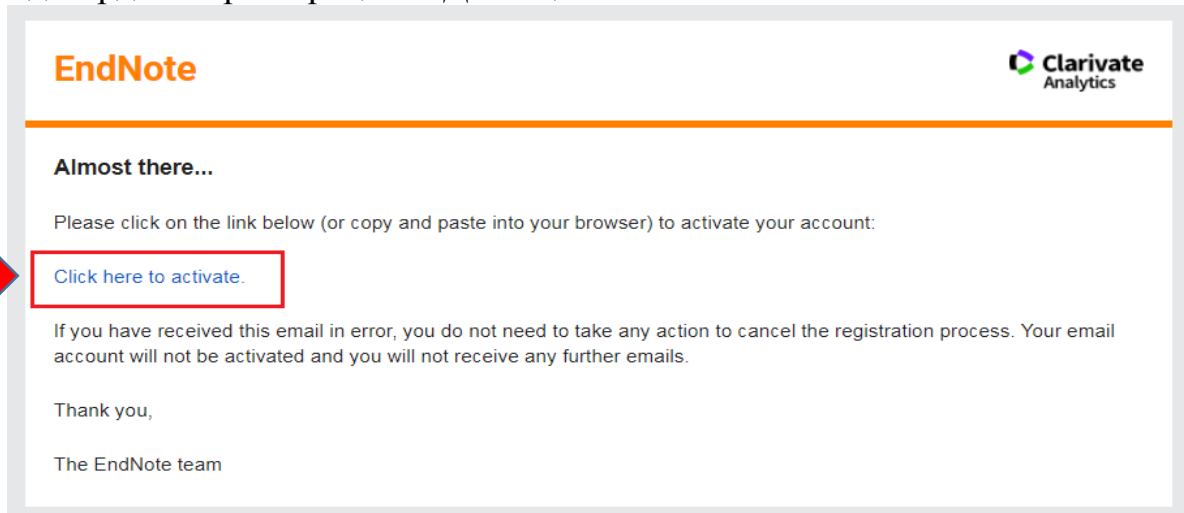 EndNote
Clarivate
Analytics
Almost there...
Please click on the link below (or copy and paste into your browser) to activate your account:
Click here to activate.
If you have received this email in error, you do not need to take any action to cancel the registration process. Your email
account will not be activated and you will not receive any further emails.
Thank you,
The EndNote team